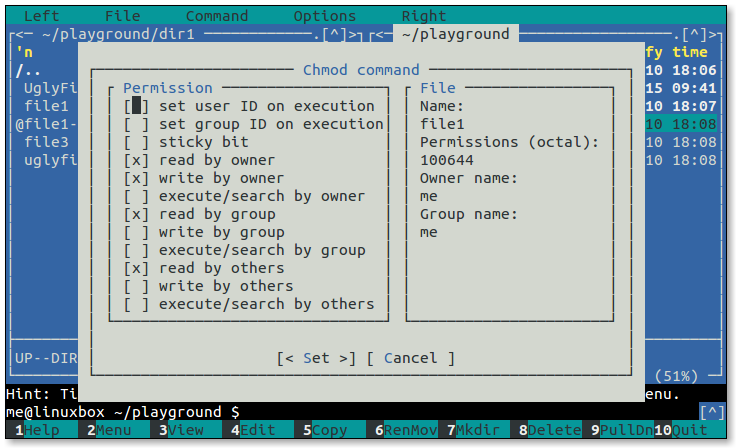 Left File Command Options Right
<─ ~/playground/dir1 .[^]> <─ ~/playground .[^]>
'n fy time
/.. 10 18:06
UglyFi 15 09:41
file1 10 18:07
@file1- 10 18:08
file3 10 18:08
uglyfi 10 18:08
Chmod command
Permission
[ ] set user ID on execution
[ ] set group ID on execution
[ ] sticky bit
[x] read by owner
[x] write by owner
[ ] execute/search by owner
[x] read by group
[ ] write by group
[ ] execute/search by group
[x] read by others
[ ] write by others
[ ] execute/search by others
File
Name:
file1
Permissions (octal):
100644
Owner name:
me
Group name:
me
[< Set >] [ Cancel ]
UP--DIR (51%)
Hint: Ti enu.
me@linuxbox ~/playground $ [^]
1Help 2Menu 3View 4Edit 5Copy 6RenMov 7Mkdir 8Delete 9PullDn 10Quit